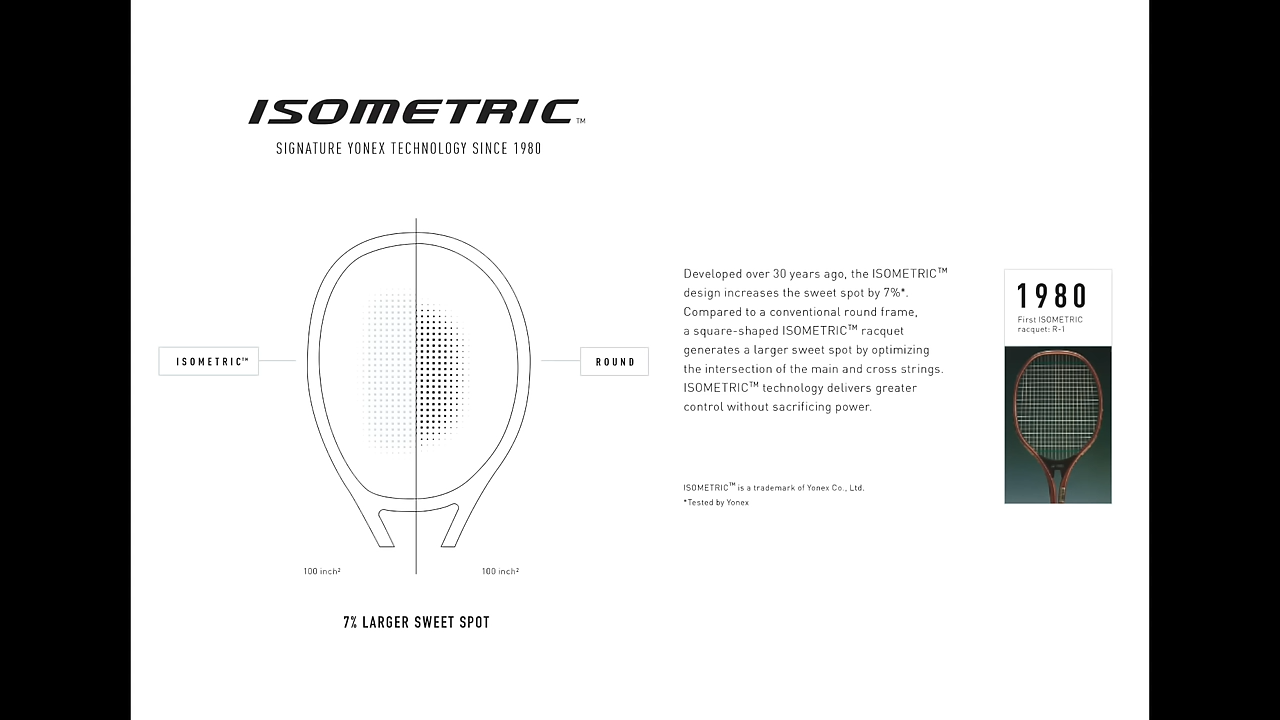 ISOMETRIC™
SIGNATURE YONEX TECHNOLOGY SINCE 1980
ISOMETRIC™
ROUND
100 inch²
100 inch²
7% LARGER SWEET SPOT
Developed over 30 years ago, the ISOMETRIC™
design increases the sweet spot by 7%*.
Compared to a conventional round frame,
a square-shaped ISOMETRIC™ racquet
generates a larger sweet spot by optimizing
the intersection of the main and cross strings.
ISOMETRIC™ technology delivers greater
control without sacrificing power.
ISOMETRIC™ is a trademark of Yonex Co., Ltd.
*Tested by Yonex
1980
First ISOMETRIC
racquet: R-1